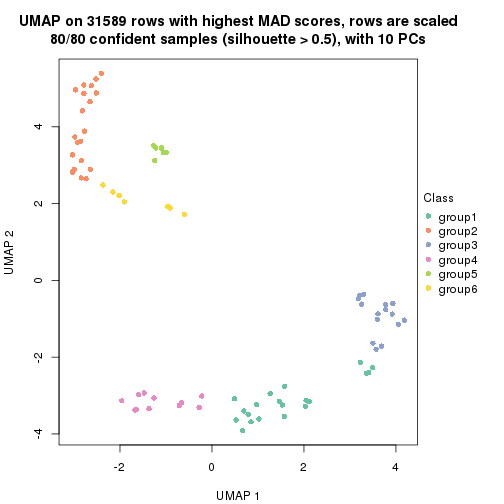 UMAP on 31589 rows with highest MAD scores, rows are scaled
80/80 confident samples (silhouette > 0.5), with 10 PCs
4
2
0
-2
-4
UMAP 2
-2
0
2
4
UMAP 1
Class
group1
group2
group3
group4
group5
group6